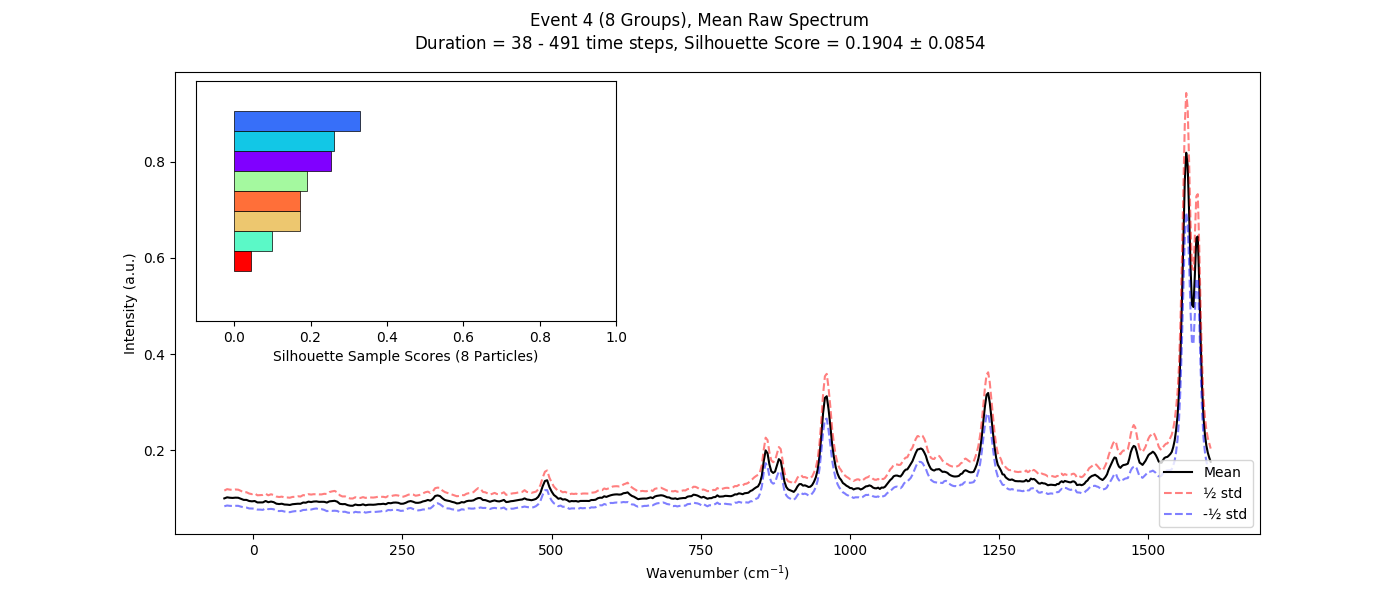 Event 4 (8 Groups), Mean Raw Spectrum
Duration = 38 - 491 time steps, Silhouette Score = 0.1904 ± 0.0854
Intensity (a.u.)
0.8
0.6
0.4
0.2
0.0 0.2 0.4 0.6 0.8 1.0
Silhouette Sample Scores (8 Particles)
Mean
½ std
-½ std
0 250 500 750 1000 1250 1500
Wavenumber (cm⁻¹)